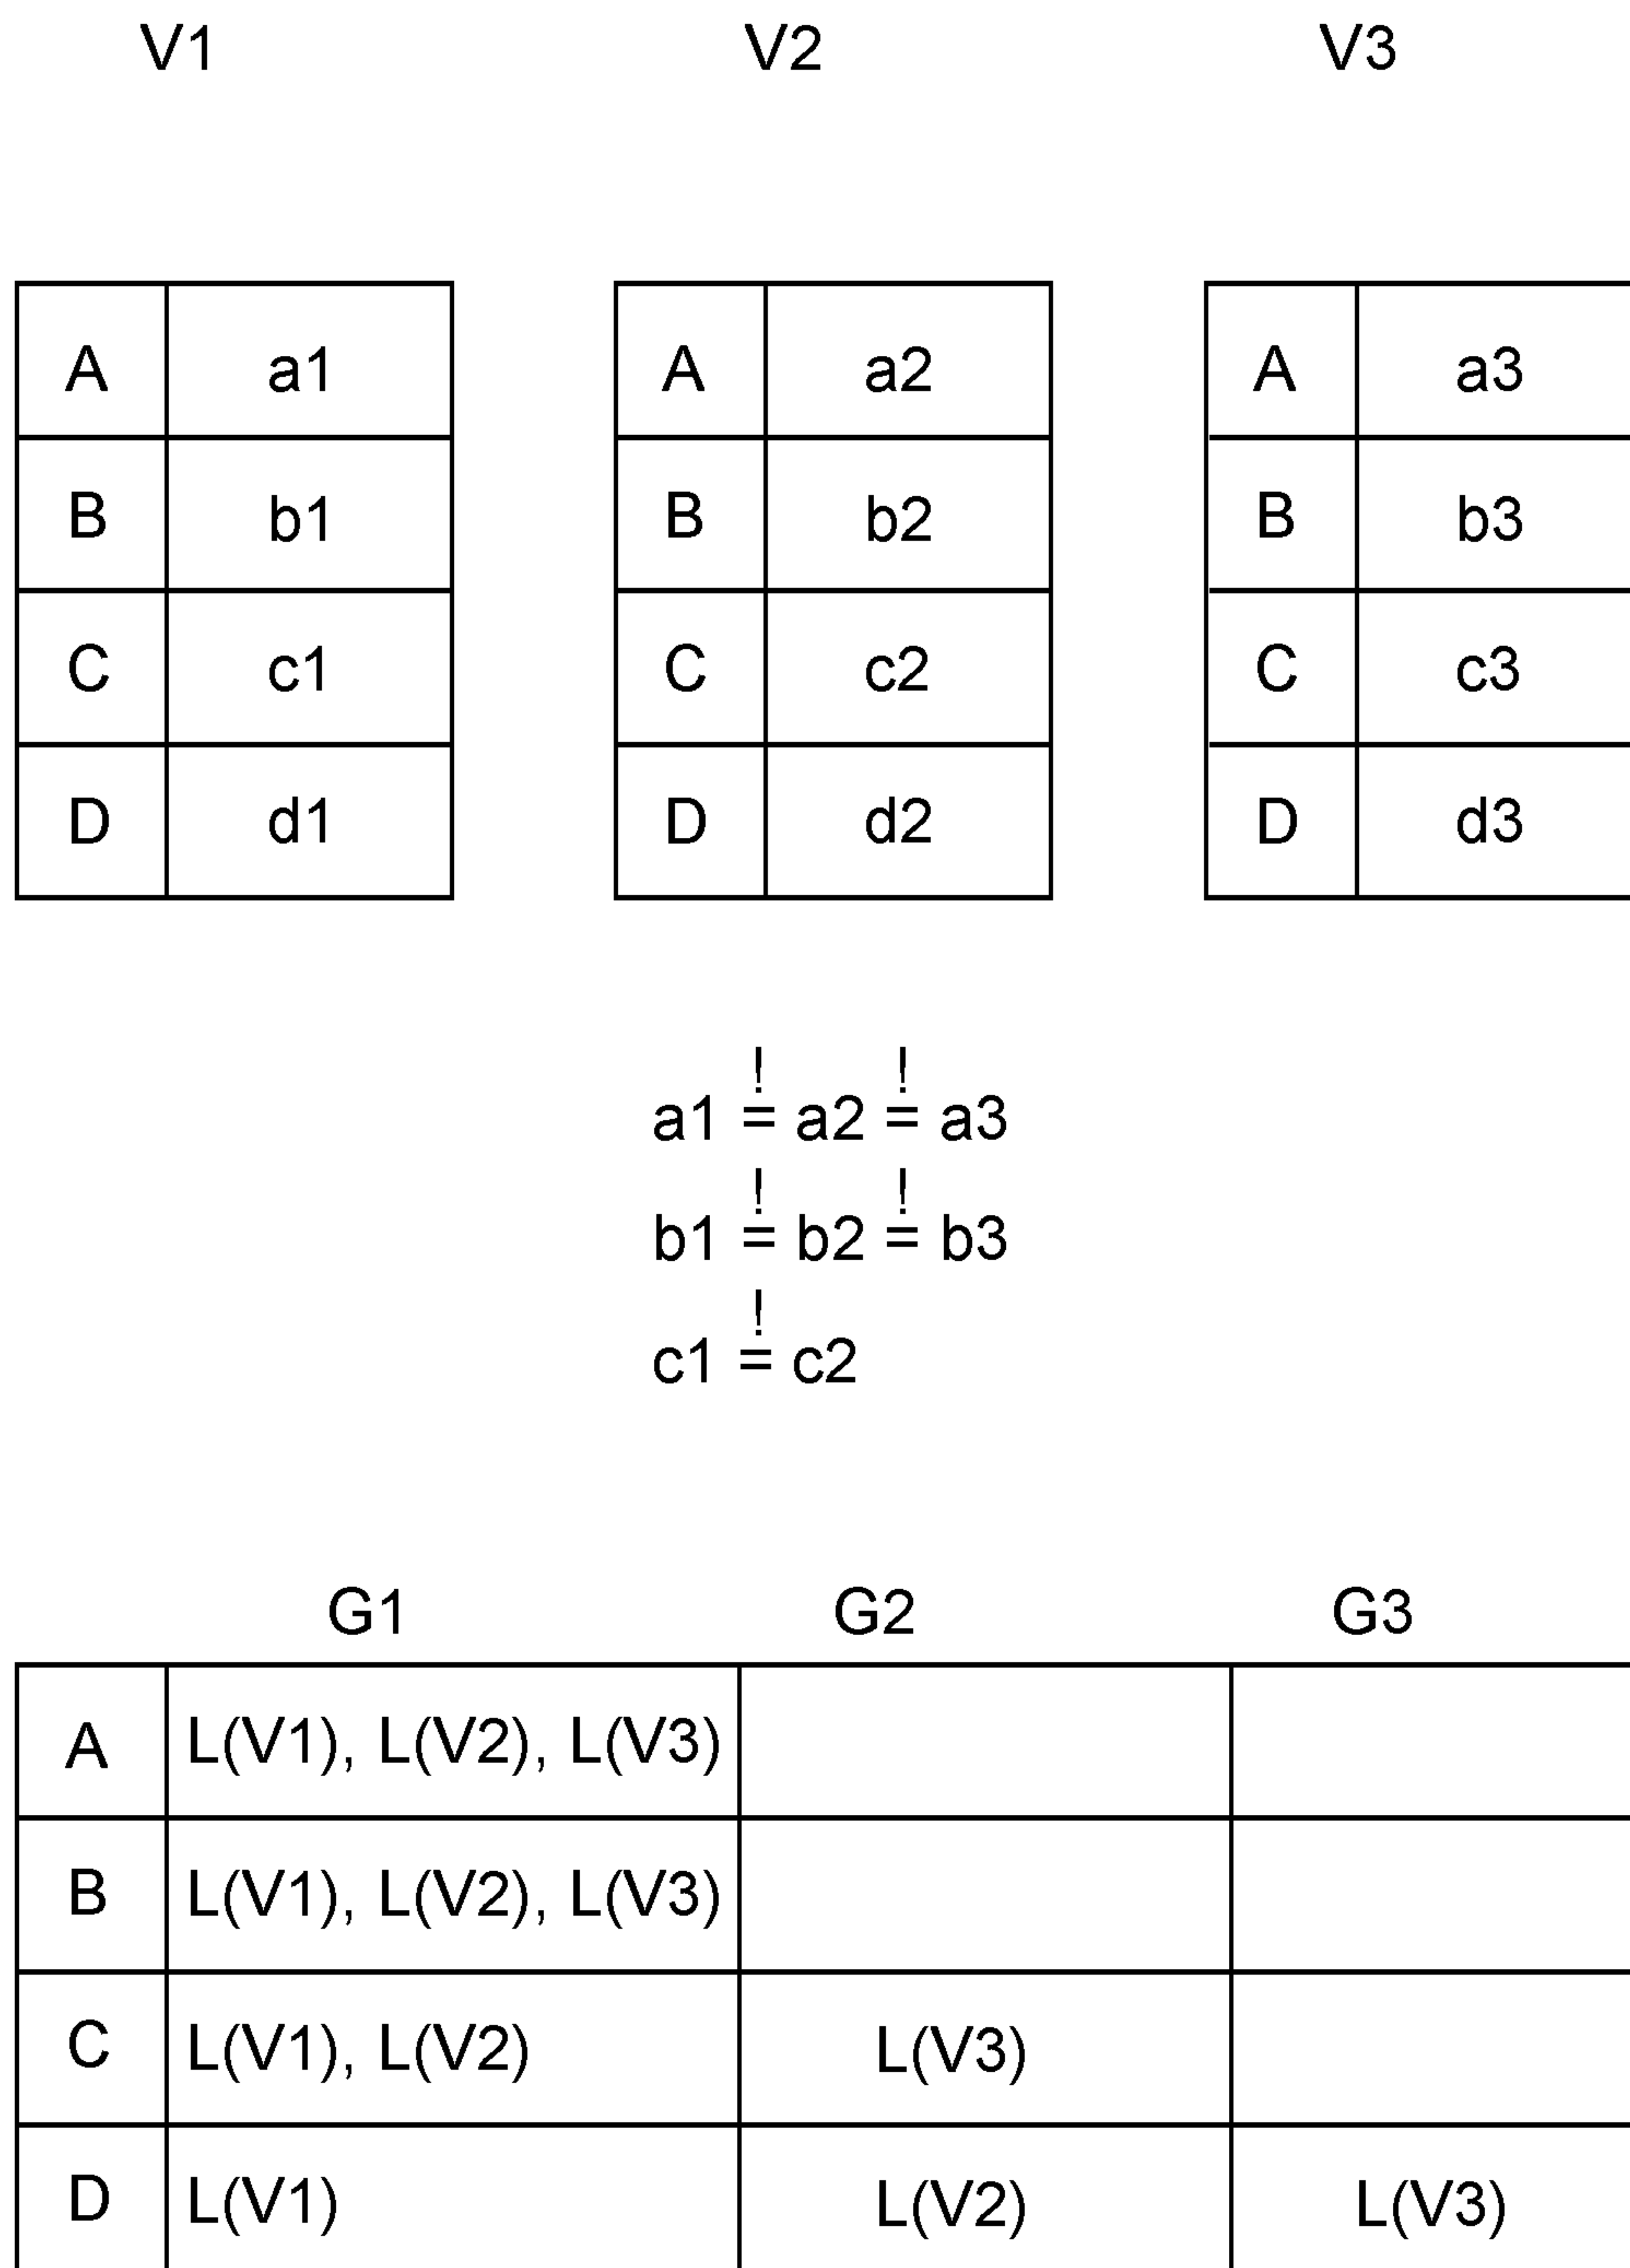 V1 V2 V3
A a1 A a2 A a3
B b1 B b2 B b3
C c1 C c2 C c3
D d1 D d2 D d3
! !
a1 = a2 = a3
! !
b1 = b2 = b3
!
c1 = c2
G1 G2 G3
A L(V1), L(V2), L(V3)
B L(V1), L(V2), L(V3)
C L(V1), L(V2) L(V3)
D L(V1) L(V2) L(V3)